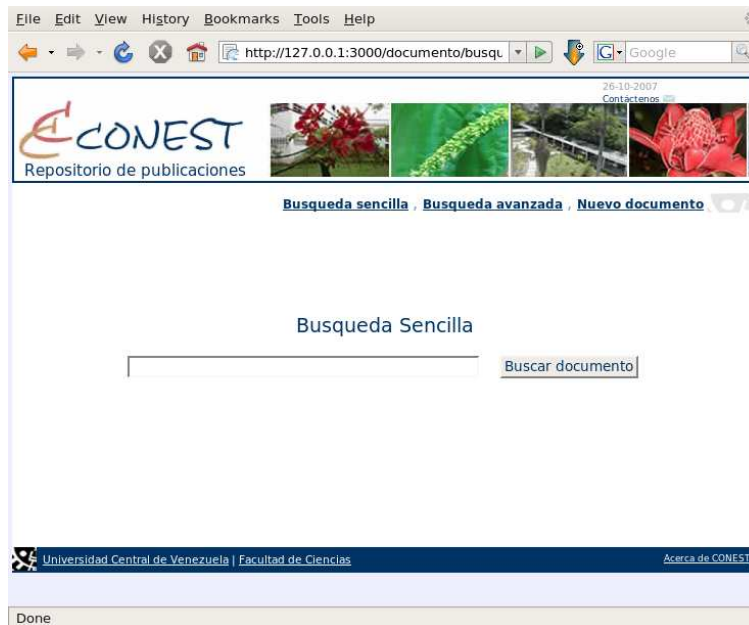 File Edit View History Bookmarks Tools Help
http://127.0.0.1:3000/documento/busqu G Google
26-10-2007
Contáctenos
CONEST
Repositorio de publicaciones
Busqueda sencilla , Busqueda avanzada , Nuevo documento
Busqueda Sencilla
Buscar documento
Universidad Central de Venezuela | Facultad de Ciencias Acerca de CONEST
Done